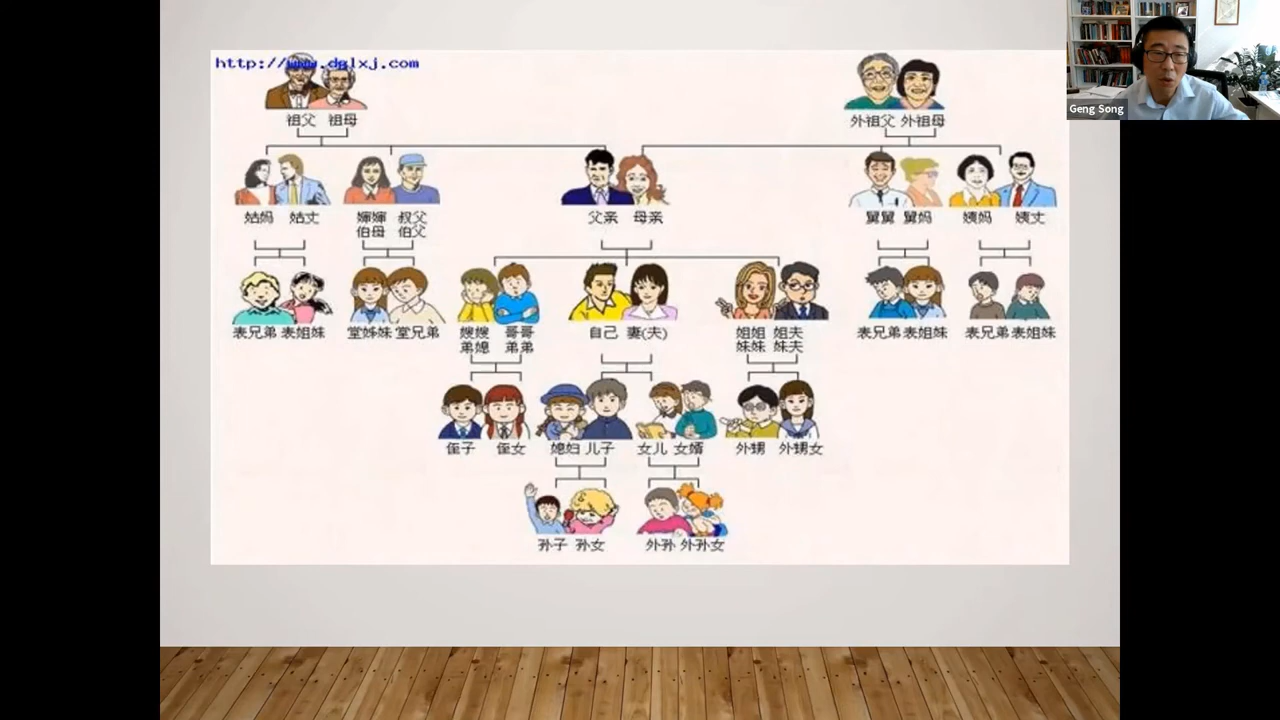 http://www.dglxj.com
Geng Song
祖父 祖母
外祖父 外祖母
姑妈 姑丈
婶婶 叔父
伯母 伯父
父亲 母亲
舅舅 舅妈
姨妈 姨丈
表兄弟 表姐妹
堂姊妹 堂兄弟
嫂嫂 哥哥
弟媳 弟弟
自己 妻(夫)
姐姐 姐夫
妹妹 妹夫
表兄弟 表姐妹
表兄弟 表姐妹
侄子 侄女
媳妇 儿子
女儿 女婿
外甥 外甥女
孙子 孙女
外孙 外孙女